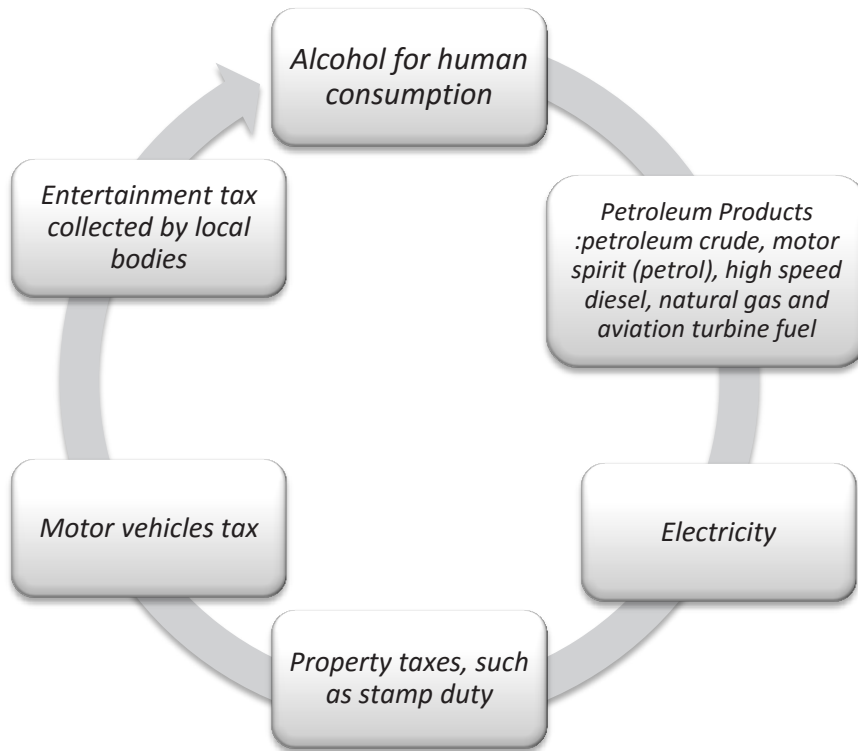 Alcohol for human
consumption
Petroleum Products
:petroleum crude, motor
spirit (petrol), high speed
diesel, natural gas and
aviation turbine fuel
Electricity
Property taxes, such
as stamp duty
Motor vehicles tax
Entertainment tax
collected by local
bodies